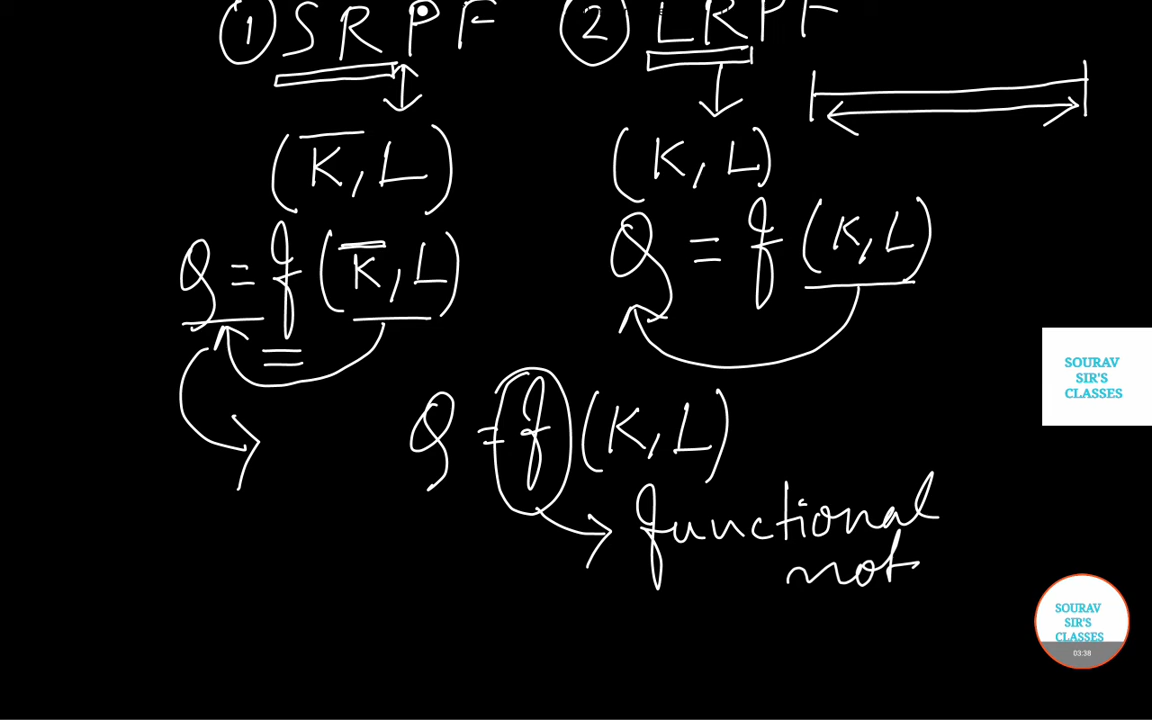 ① SRPF ② LRPF
(K̅, L) (K, L)
Q = f (K̅, L) Q = f (K, L)
Q = f (K, L)
functional
not
SOURAV
SIR'S
CLASSES
SOURAV
SIR'S
CLASSES
03:38